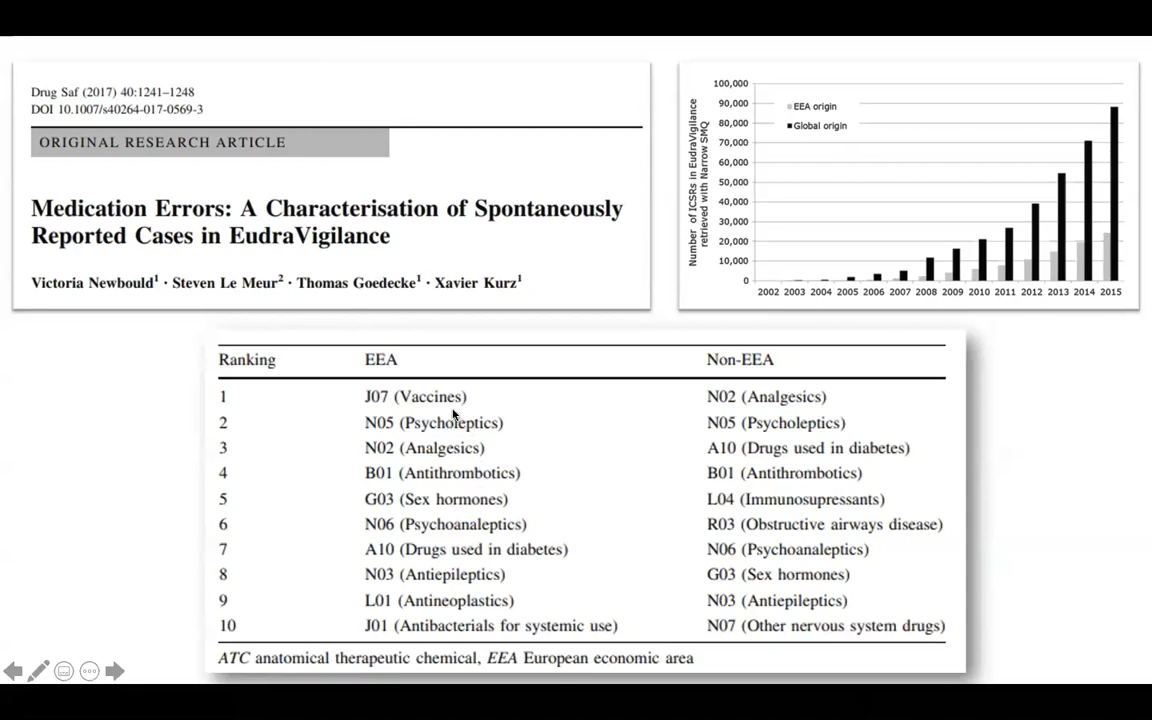 Drug Saf (2017) 40:1241–1248
DOI 10.1007/s40264-017-0569-3
ORIGINAL RESEARCH ARTICLE
Medication Errors: A Characterisation of Spontaneously
Reported Cases in EudraVigilance
Victoria Newbould1 · Steven Le Meur2 · Thomas Goedecke1 · Xavier Kurz1
Number of ICSRs in EudraVigilance
retrieved with Narrow SMQ
100,000
90,000
80,000
70,000
60,000
50,000
40,000
30,000
20,000
10,000
0
EEA origin
Global origin
2002 2003 2004 2005 2006 2007 2008 2009 2010 2011 2012 2013 2014 2015
Ranking EEA Non-EEA
1 J07 (Vaccines) N02 (Analgesics)
2 N05 (Psycholeptics) N05 (Psycholeptics)
3 N02 (Analgesics) A10 (Drugs used in diabetes)
4 B01 (Antithrombotics) B01 (Antithrombotics)
5 G03 (Sex hormones) L04 (Immunosupressants)
6 N06 (Psychoanaleptics) R03 (Obstructive airways disease)
7 A10 (Drugs used in diabetes) N06 (Psychoanaleptics)
8 N03 (Antiepileptics) G03 (Sex hormones)
9 L01 (Antineoplastics) N03 (Antiepileptics)
10 J01 (Antibacterials for systemic use) N07 (Other nervous system drugs)
ATC anatomical therapeutic chemical, EEA European economic area